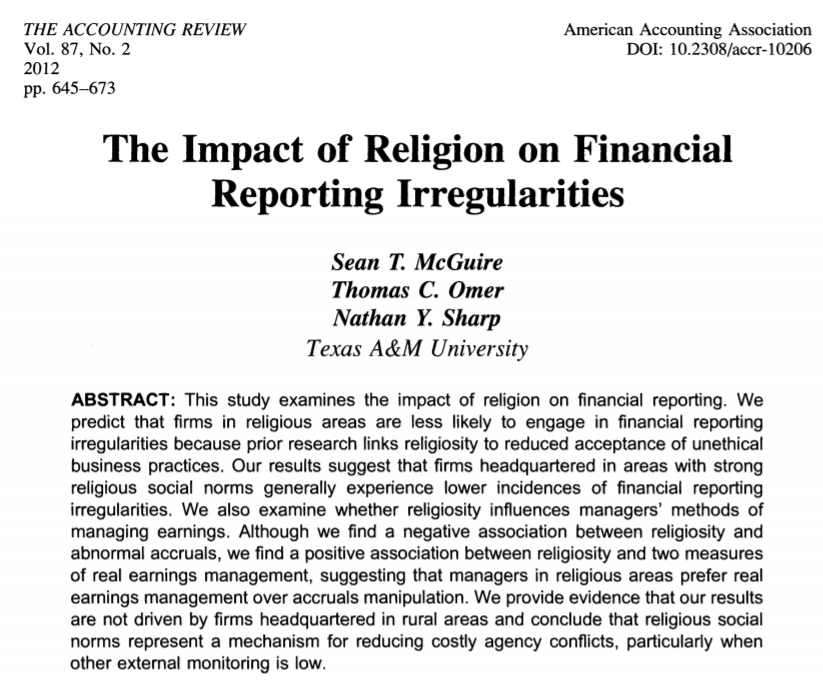 THE ACCOUNTING REVIEW
Vol. 87, No. 2
2012
pp. 645–673
American Accounting Association
DOI: 10.2308/accr-10206
The Impact of Religion on Financial
Reporting Irregularities
Sean T. McGuire
Thomas C. Omer
Nathan Y. Sharp
Texas A&M University
ABSTRACT: This study examines the impact of religion on financial reporting. We
predict that firms in religious areas are less likely to engage in financial reporting
irregularities because prior research links religiosity to reduced acceptance of unethical
business practices. Our results suggest that firms headquartered in areas with strong
religious social norms generally experience lower incidences of financial reporting
irregularities. We also examine whether religiosity influences managers’ methods of
managing earnings. Although we find a negative association between religiosity and
abnormal accruals, we find a positive association between religiosity and two measures
of real earnings management, suggesting that managers in religious areas prefer real
earnings management over accruals manipulation. We provide evidence that our results
are not driven by firms headquartered in rural areas and conclude that religious social
norms represent a mechanism for reducing costly agency conflicts, particularly when
other external monitoring is low.